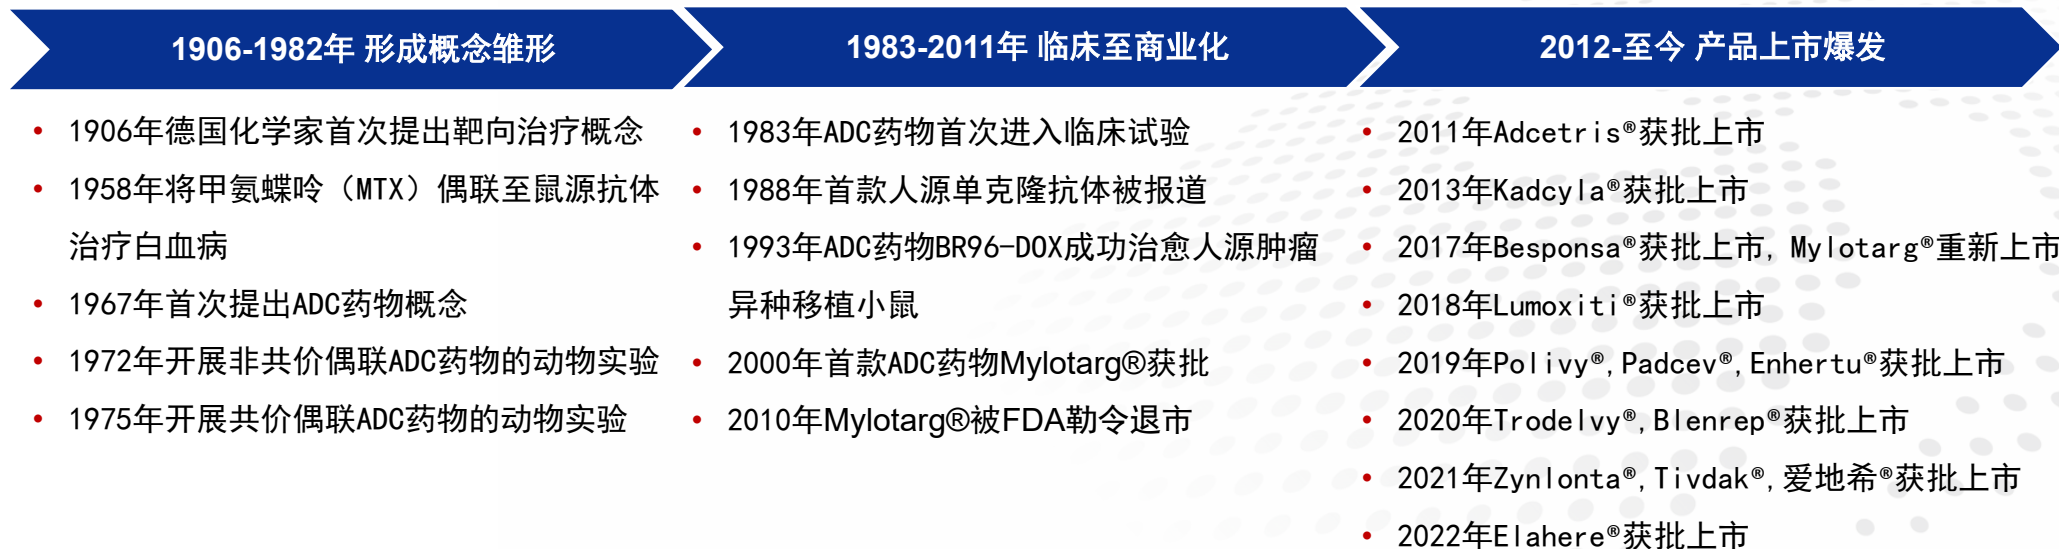 1906-1982年 形成概念雏形
• 1906年德国化学家首次提出靶向治疗概念
• 1958年将甲氨蝶呤（MTX）偶联至鼠源抗体
治疗白血病
• 1967年首次提出ADC药物概念
• 1972年开展非共价偶联ADC药物的动物实验
• 1975年开展共价偶联ADC药物的动物实验
1983-2011年 临床至商业化
• 1983年ADC药物首次进入临床试验
• 1988年首款人源单克隆抗体被报道
• 1993年ADC药物BR96-DOX成功治愈人源肿瘤
异种移植小鼠
• 2000年首款ADC药物Mylotarg®获批
• 2010年Mylotarg®被FDA勒令退市
2012-至今 产品上市爆发
• 2011年Adcetris®获批上市
• 2013年Kadcyla®获批上市
• 2017年Besponsa®获批上市, Mylotarg®重新上市
• 2018年Lumoxiti®获批上市
• 2019年Polivy®,Padcev®,Enhertu®获批上市
• 2020年Trodelvy®,Blenrep®获批上市
• 2021年Zynlonta®,Tivdak®,爱地希®获批上市
• 2022年Elahere®获批上市